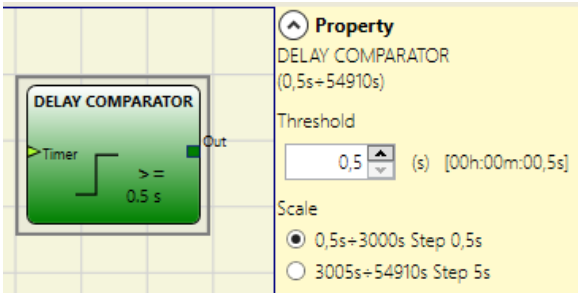 DELAY COMPARATOR
Timer
Out
>=
0.5 s
Property
DELAY COMPARATOR
(0,5s÷54910s)
Threshold
0,5 (s) [00h:00m:00,5s]
Scale
0,5s÷3000s Step 0,5s
3005s÷54910s Step 5s